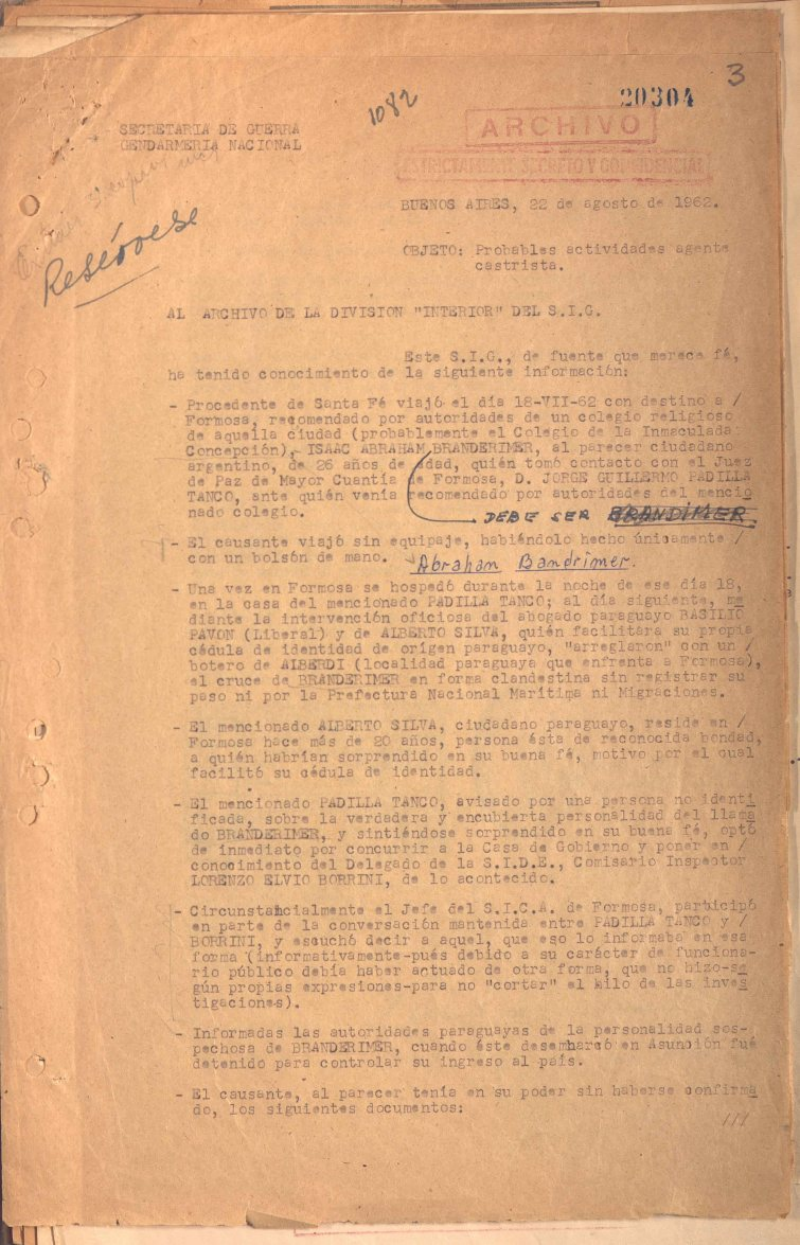 3
20304
1082
ARCHIVO
ESTRICTAMENTE SECRETO Y CONFIDENCIAL
SECRETARIA DE GUERRA
GENDARMERIA NACIONAL
Resérvese
BUENOS AIRES, 22 de agosto de 1962.
OBJETO: Probables actividades agente
castrista.
AL ARCHIVO DE LA DIVISION "INTERIOR" DEL S.I.G.
Este S.I.G., de fuente que merece fé,
ha tenido conocimiento de la siguiente información:
- Procedente de Santa Fé viajó el día 18-VII-62 con destino a /
Formosa, recomendado por autoridades de un colegio religioso
de aquella ciudad (probablemente el Colegio de la Inmaculada
Concepción), ISAAC ABRAHAM BRANDERIMER, al parecer ciudadano
argentino, de 26 años de edad, quién tomó contacto con el Juez
de Paz de Mayor Cuantía de Formosa, D. JORGE GUILLERMO PADILLA
TANCO, ante quién venía recomendado por autoridades del mencio
nado colegio.
DEBE SER BRANDIMER.
- El causante viajó sin equipaje, habiéndolo hecho únicamente /
con un bolsón de mano.
Abraham Bandrimer.
- Una vez en Formosa se hospedó durante la noche de ese día 18,
en la casa del mencionado PADILLA TANCO; al día siguiente, me
diante la intervención oficiosa del abogado paraguayo BASILIO
PAVON (Liberal) y de ALBERTO SILVA, quién facilitara su propia
cédula de identidad de orígen paraguayo, "arreglaron" con un /
botero de ALBERDI (localidad paraguaya que enfrenta a Formosa),
el cruce de BRANDERIMER en forma clandestina sin registrar su
paso ni por la Prefectura Nacional Marítima ni Migraciones.
- El mencionado ALBERTO SILVA, ciudadano paraguayo, reside en /
Formosa hace más de 20 años, persona ésta de reconocida bondad,
a quién habrían sorprendido en su buena fé, motivo por el cual
facilitó su cédula de identidad.
- El mencionado PADILLA TANCO, avisado por una persona no identi
ficada, sobre la verdadera y encubierta personalidad del llama
do BRANDERIMER, y sintiéndose sorprendido en su buena fé, optó
de inmediato por concurrir a la Casa de Gobierno y poner en /
conocimiento del Delegado de la S.I.D.E., Comisario Inspector
LORENZO ELVIO BORRINI, de lo acontecido.
- Circunstancialmente el Jefe del S.I.C.A. de Formosa, participó
en parte de la conversación mantenida entre PADILLA TANCO y /
BORRINI, y escuchó decir a aquel, que eso lo informaba en esa
forma (informativamente-pués debido a su carácter de funciona-
rio público debía haber actuado de otra forma, que no hizo-se
gún propias expresiones-para no "cortar" el hilo de las inves
tigaciones).
- Informadas las autoridades paraguayas de la personalidad sos-
pechosa de BRANDERIMER, cuando éste desembarcó en Asunción fué
detenido para controlar su ingreso al país.
- El causante, al parecer tenía en su poder sin haberse confirma
do, los siguientes documentos:
///